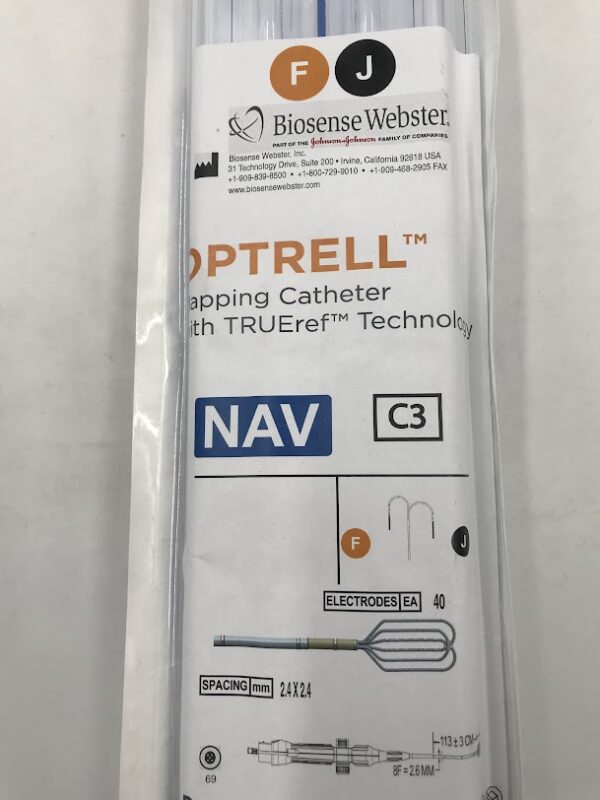 F J
Biosense Webster®
PART OF THE Johnson&Johnson FAMILY OF COMPANIES
Biosense Webster, Inc.
31 Technology Drive, Suite 200 • Irvine, California 92618 USA
+1-909-839-8500 • +1-800-729-9010 • +1-909-468-2905 FAX
www.biosensewebster.com
OPTRELL™
apping Catheter
ith TRUEref™ Technology
NAV C3
F J
ELECTRODES EA 40
SPACING mm 2.4 X 2.4
113 ± 3 CM
8F = 2.6 MM
69